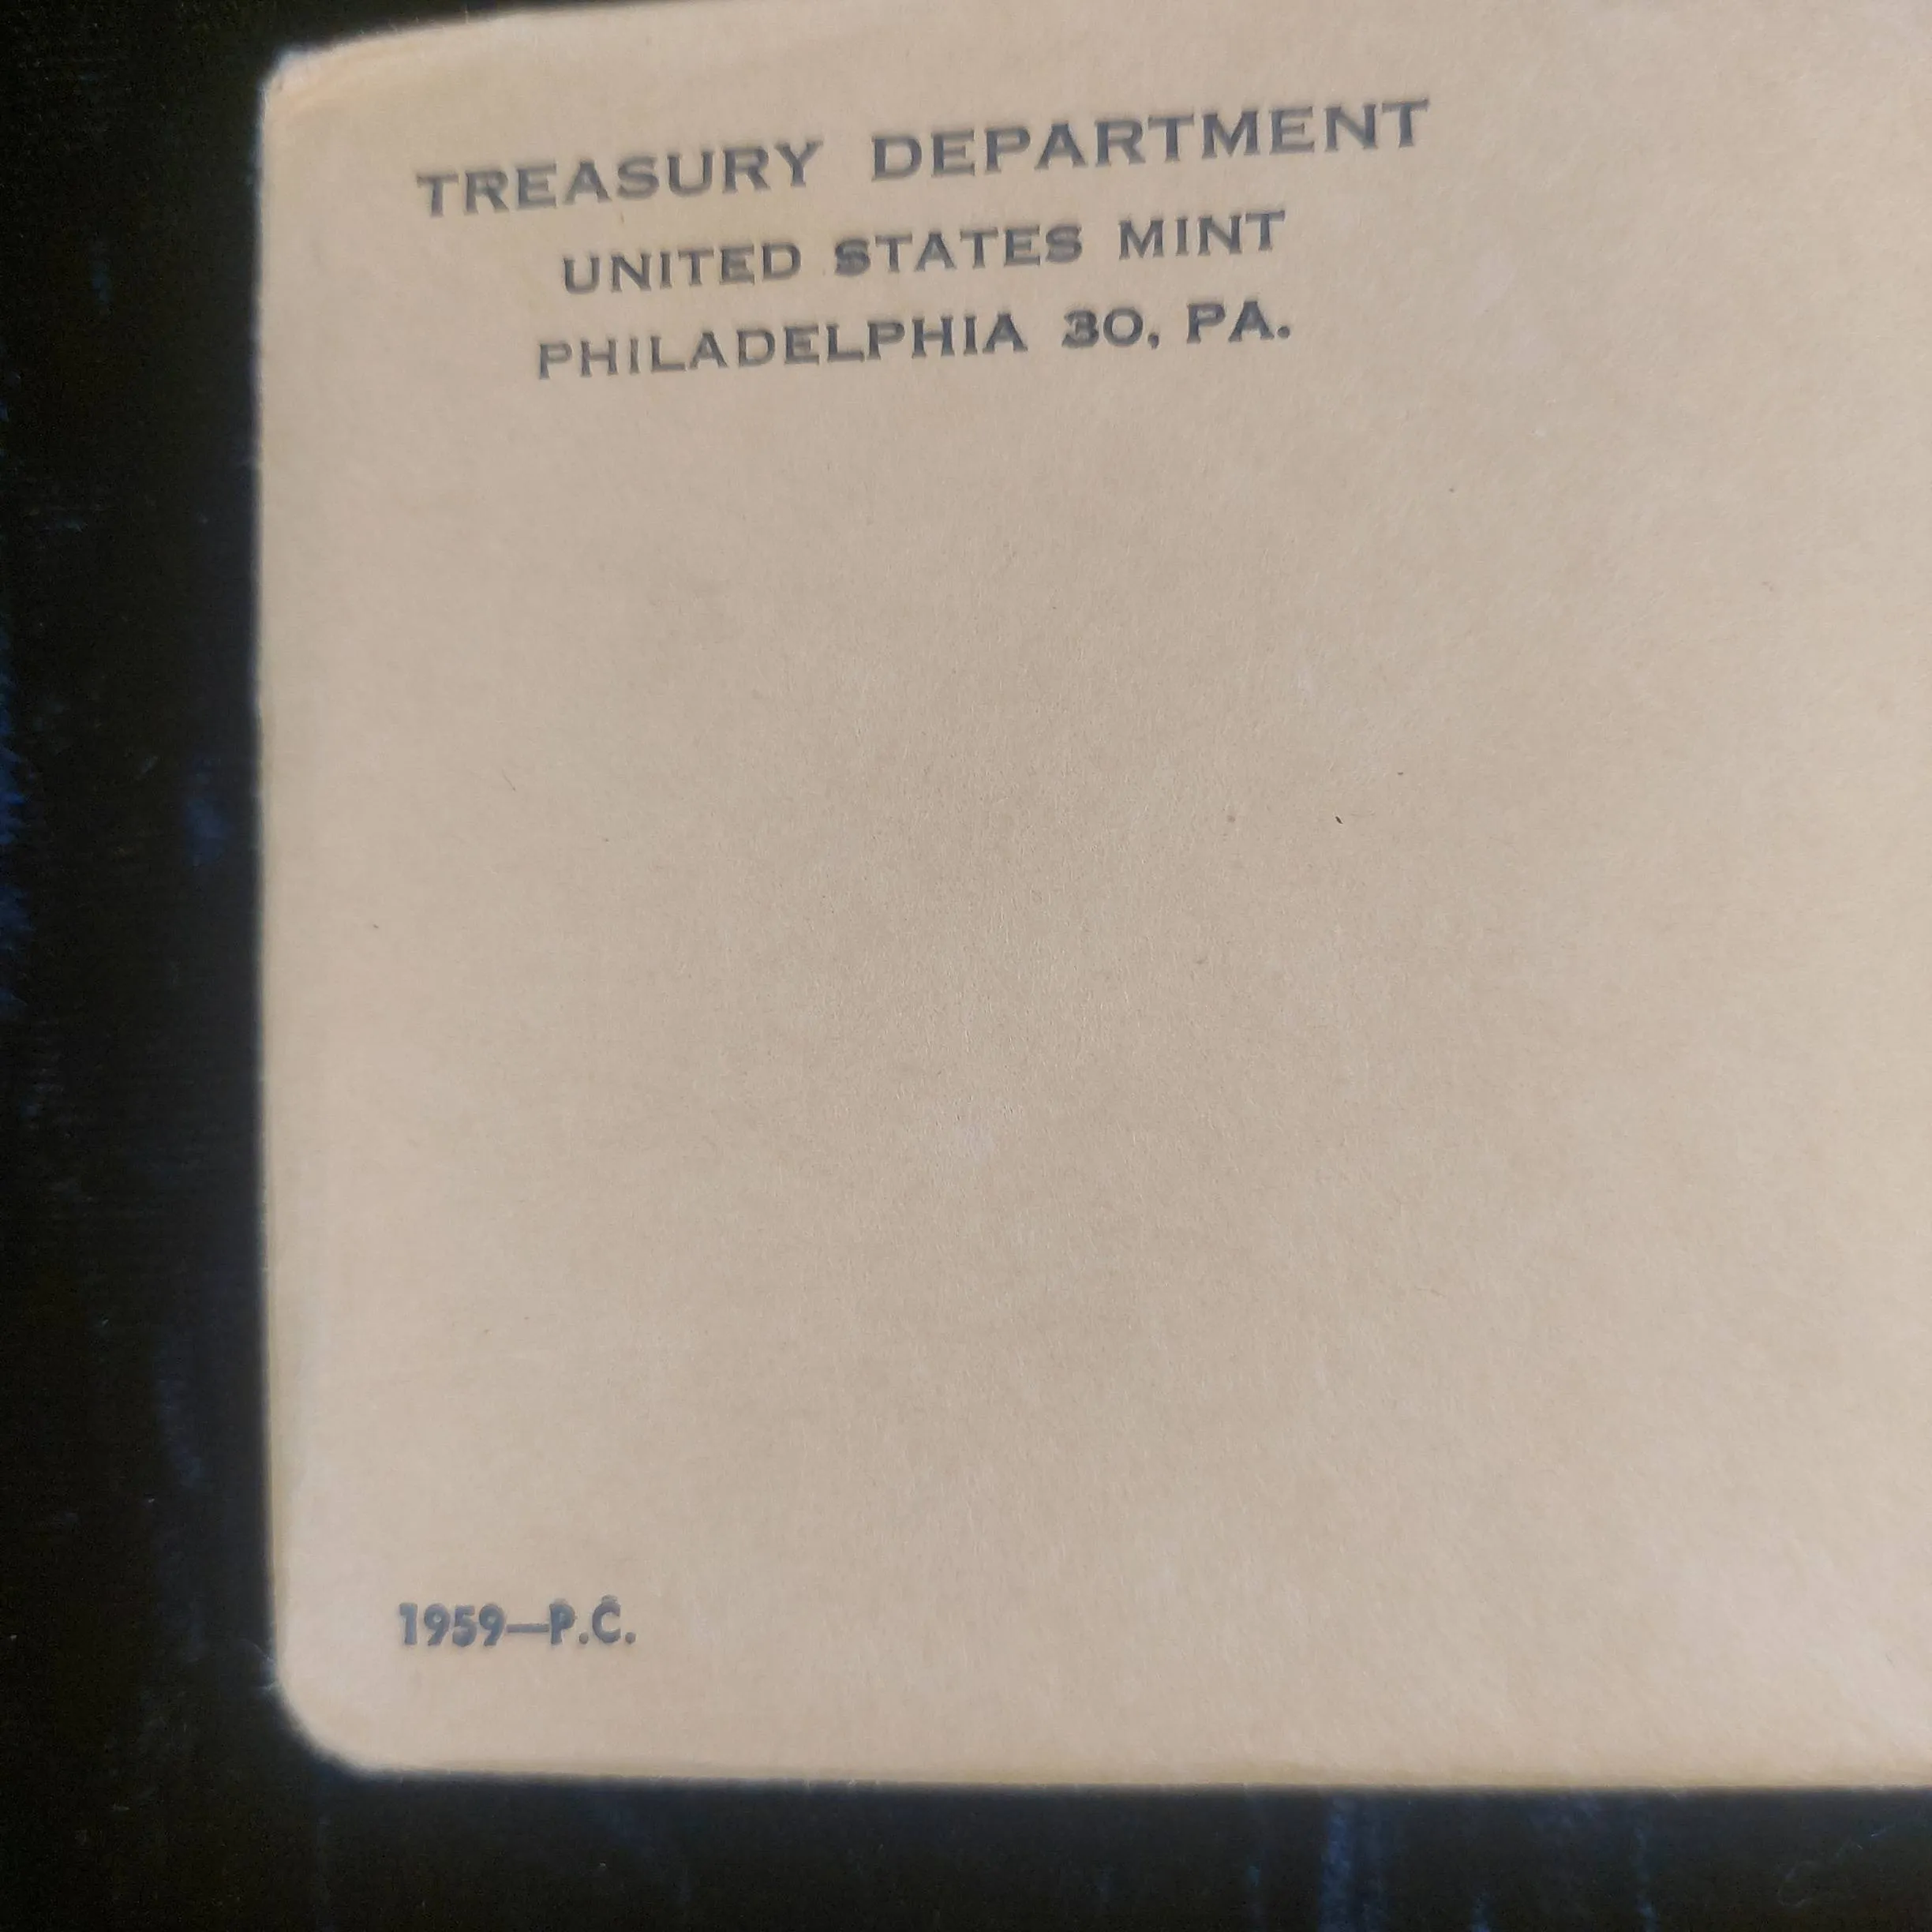 TREASURY DEPARTMENT
UNITED STATES MINT
PHILADELPHIA 30, PA.
1959—P.C.